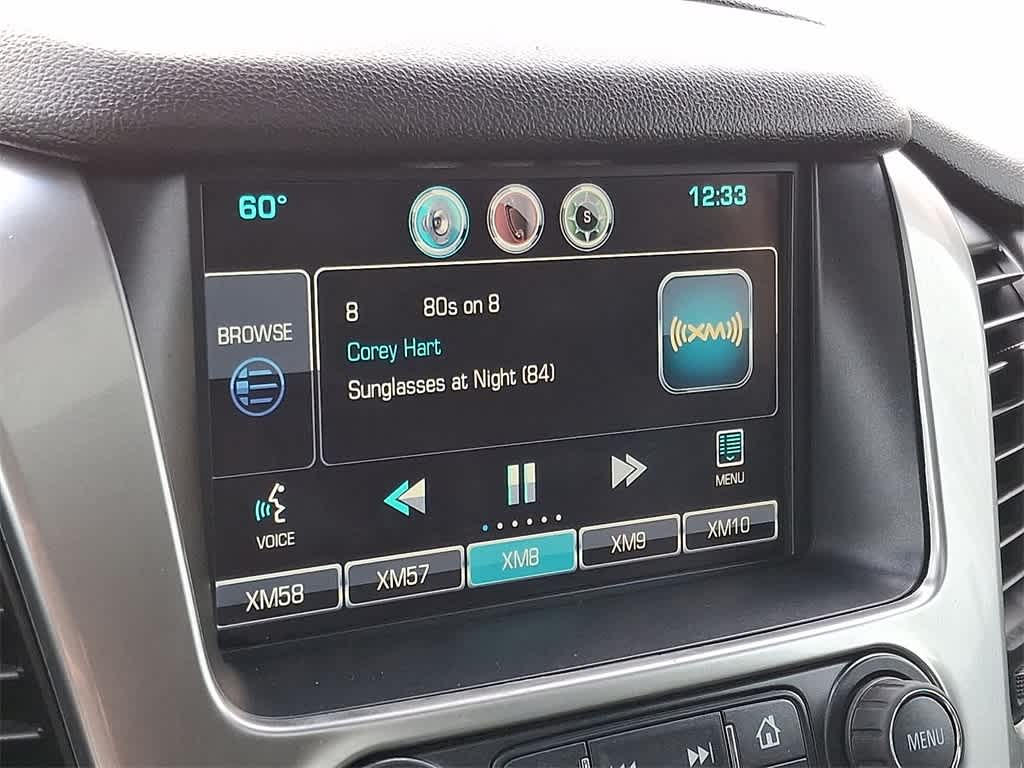 60°
S
12:33
8 80s on 8
BROWSE
Corey Hart
Sunglasses at Night (84)
((XM))
VOICE
MENU
XM58
XM57
XM8
XM9
XM10
MENU